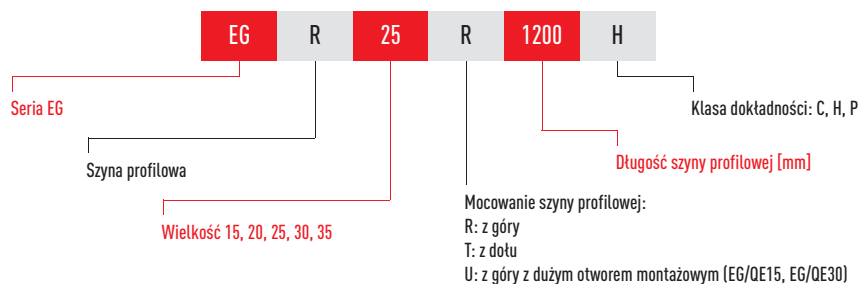 EG R 25 R 1200 H
Seria EG
Klasa dokładności: C, H, P
Szyna profilowa
Długość szyny profilowej [mm]
Wielkość 15, 20, 25, 30, 35
Mocowanie szyny profilowej:
R: z góry
T: z dołu
U: z góry z dużym otworem montażowym (EG/QE15, EG/QE30)